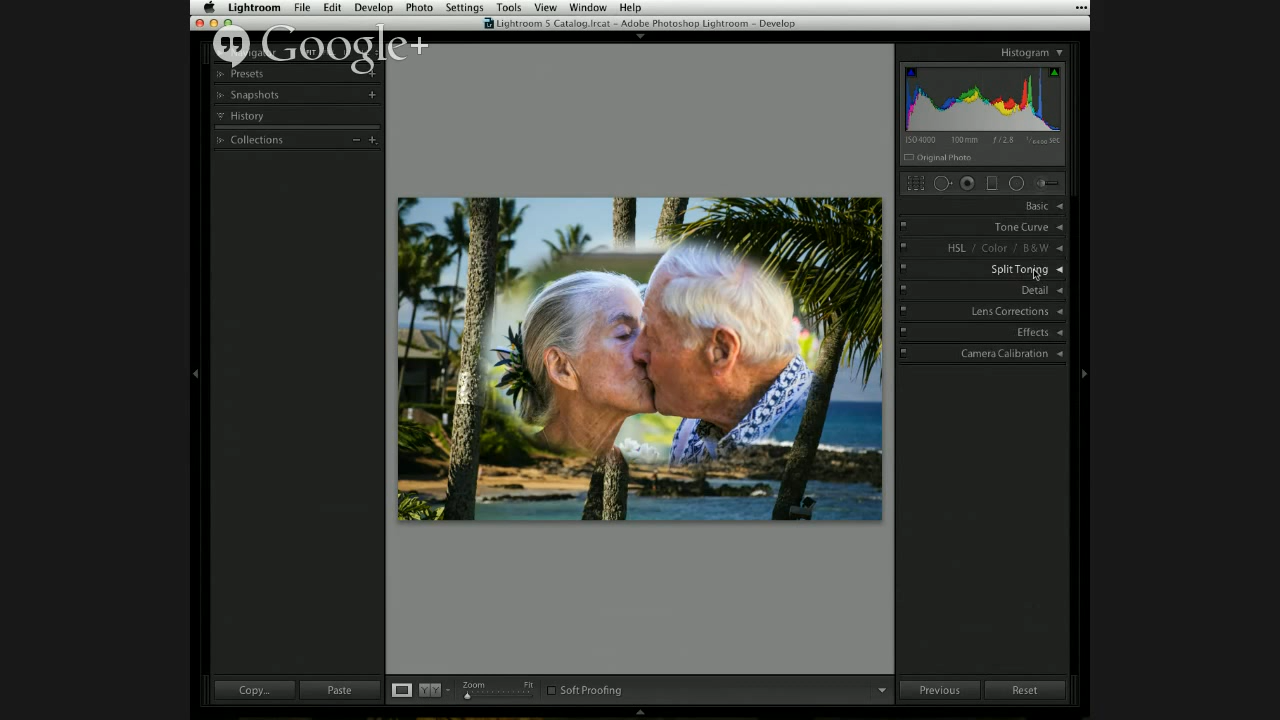 Lightroom File Edit Develop Photo Settings Tools View Window Help
Lightroom 5 Catalog.lrcat - Adobe Photoshop Lightroom - Develop
Google+
Histogram
Presets
Snapshots
History
Collections
ISO 4000 100 mm ƒ / 2.8
Original Photo
Basic
Tone Curve
HSL / Color / B & W
Split Toning
Detail
Lens Corrections
Effects
Camera Calibration
Copy... Paste
Zoom Fit
Soft Proofing
Previous Reset